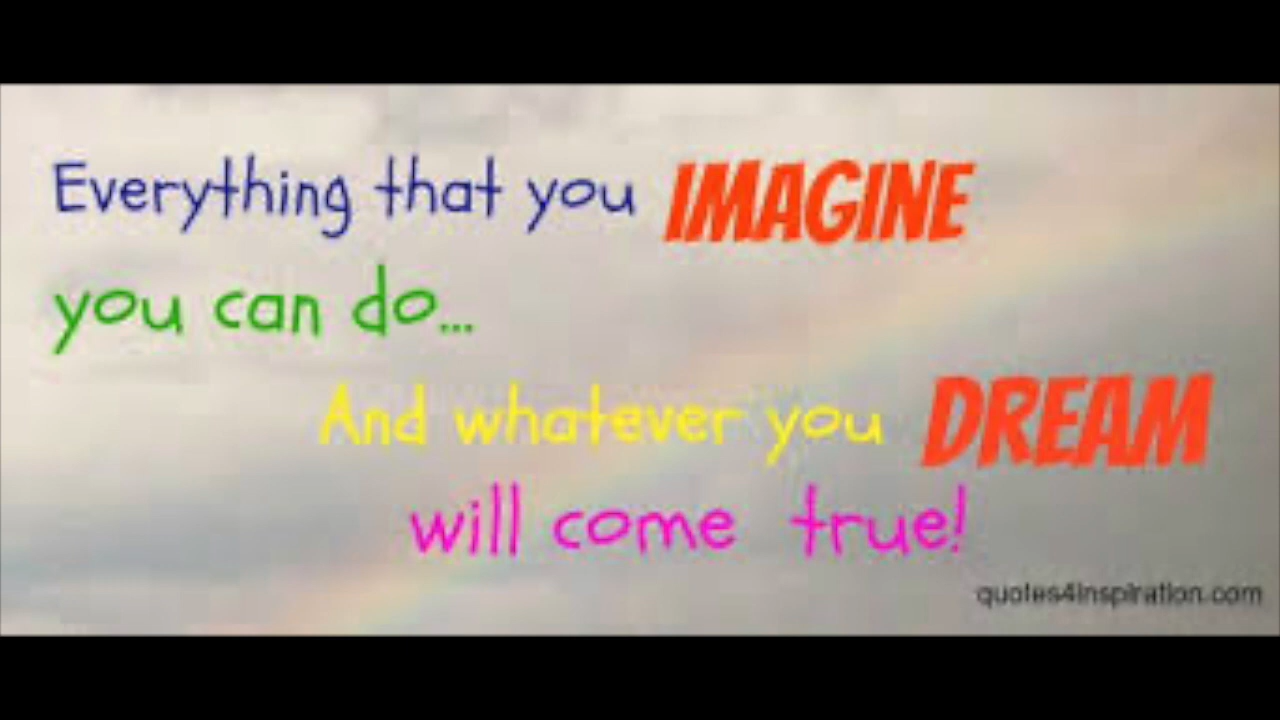 Everything that you IMAGINE
you can do...
And whatever you DREAM
will come true!
quotes4inspiration.com